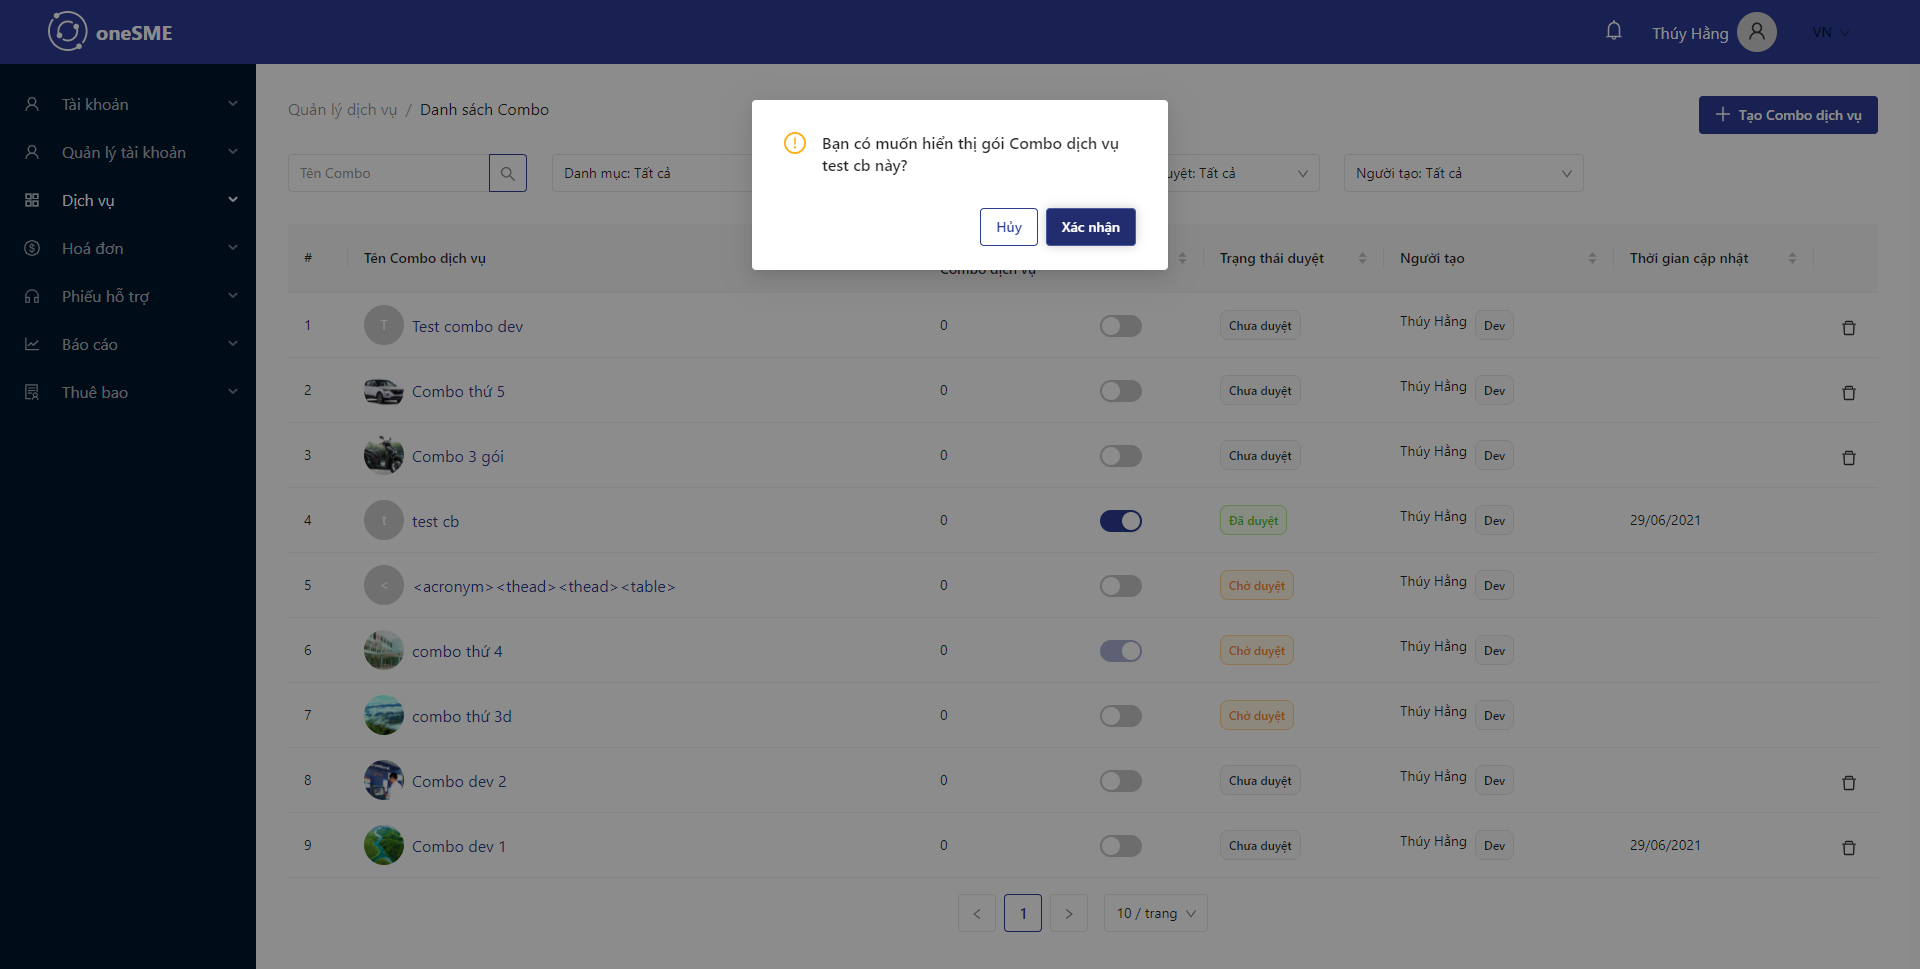 oneSME
Thúy Hằng
VN
Tài khoản
Quản lý tài khoản
Dịch vụ
Hoá đơn
Phiếu hỗ trợ
Báo cáo
Thuê bao
Quản lý dịch vụ / Danh sách Combo
Tạo Combo dịch vụ
Bạn có muốn hiển thị gói Combo dịch vụ
test cb này?
Hủy
Xác nhận
Tên Combo
Danh mục: Tất cả
duyệt: Tất cả
Người tạo: Tất cả
# Tên Combo dịch vụ Combo dịch vụ Trạng thái duyệt Người tạo Thời gian cập nhật
1 T Test combo dev 0 Chưa duyệt Thúy Hằng Dev
2 Combo thứ 5 0 Chưa duyệt Thúy Hằng Dev
3 Combo 3 gói 0 Chưa duyệt Thúy Hằng Dev
4 t test cb 0 Đã duyệt Thúy Hằng Dev 29/06/2021
5 < <acronym><thead><thead><table> 0 Chờ duyệt Thúy Hằng Dev
6 combo thứ 4 0 Chờ duyệt Thúy Hằng Dev
7 combo thứ 3d 0 Chờ duyệt Thúy Hằng Dev
8 Combo dev 2 0 Chưa duyệt Thúy Hằng Dev
9 Combo dev 1 0 Chưa duyệt Thúy Hằng Dev 29/06/2021
< 1 > 10 / trang